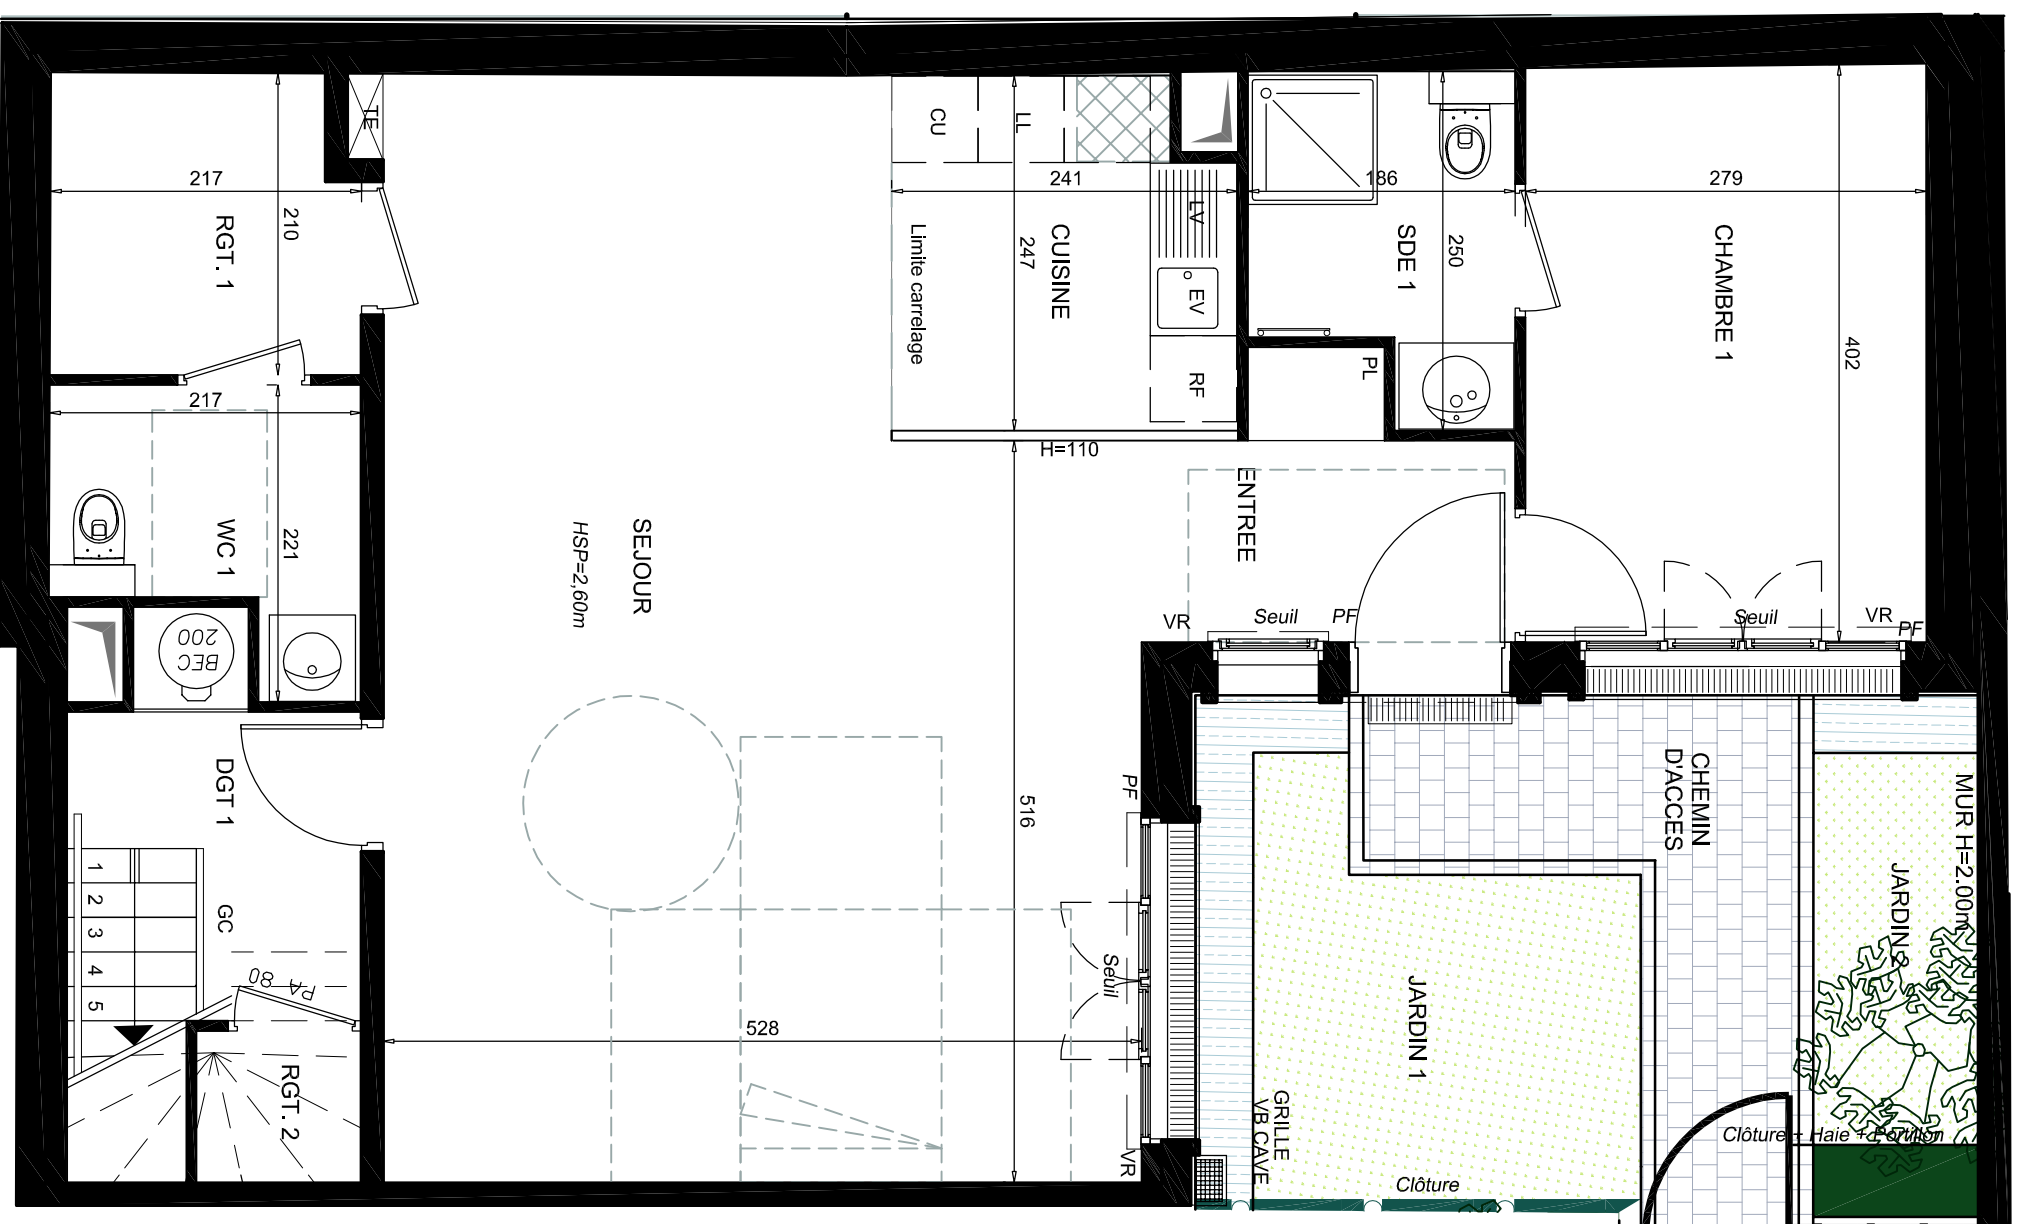 TE
CU
LL
217
241
186
279
210
RGT. 1
Limite carrelage
CUISINE
247
LV
EV
RF
SDE 1
250
CHAMBRE 1
402
PL
217
H=110
ENTREE
WC 1
221
SEJOUR
HSP=2,60m
VR
Seuil
PF
Seuil
VR
PF
BEC
200
DGT 1
GC
1
2
3
4
5
PA 80
RGT. 2
528
516
PF
Seuil
VR
CHEMIN
D'ACCES
MUR H=2.00m
JARDIN 2
JARDIN 1
GRILLE
VB CAVE
Clôture + Haie + Portillon
Clôture